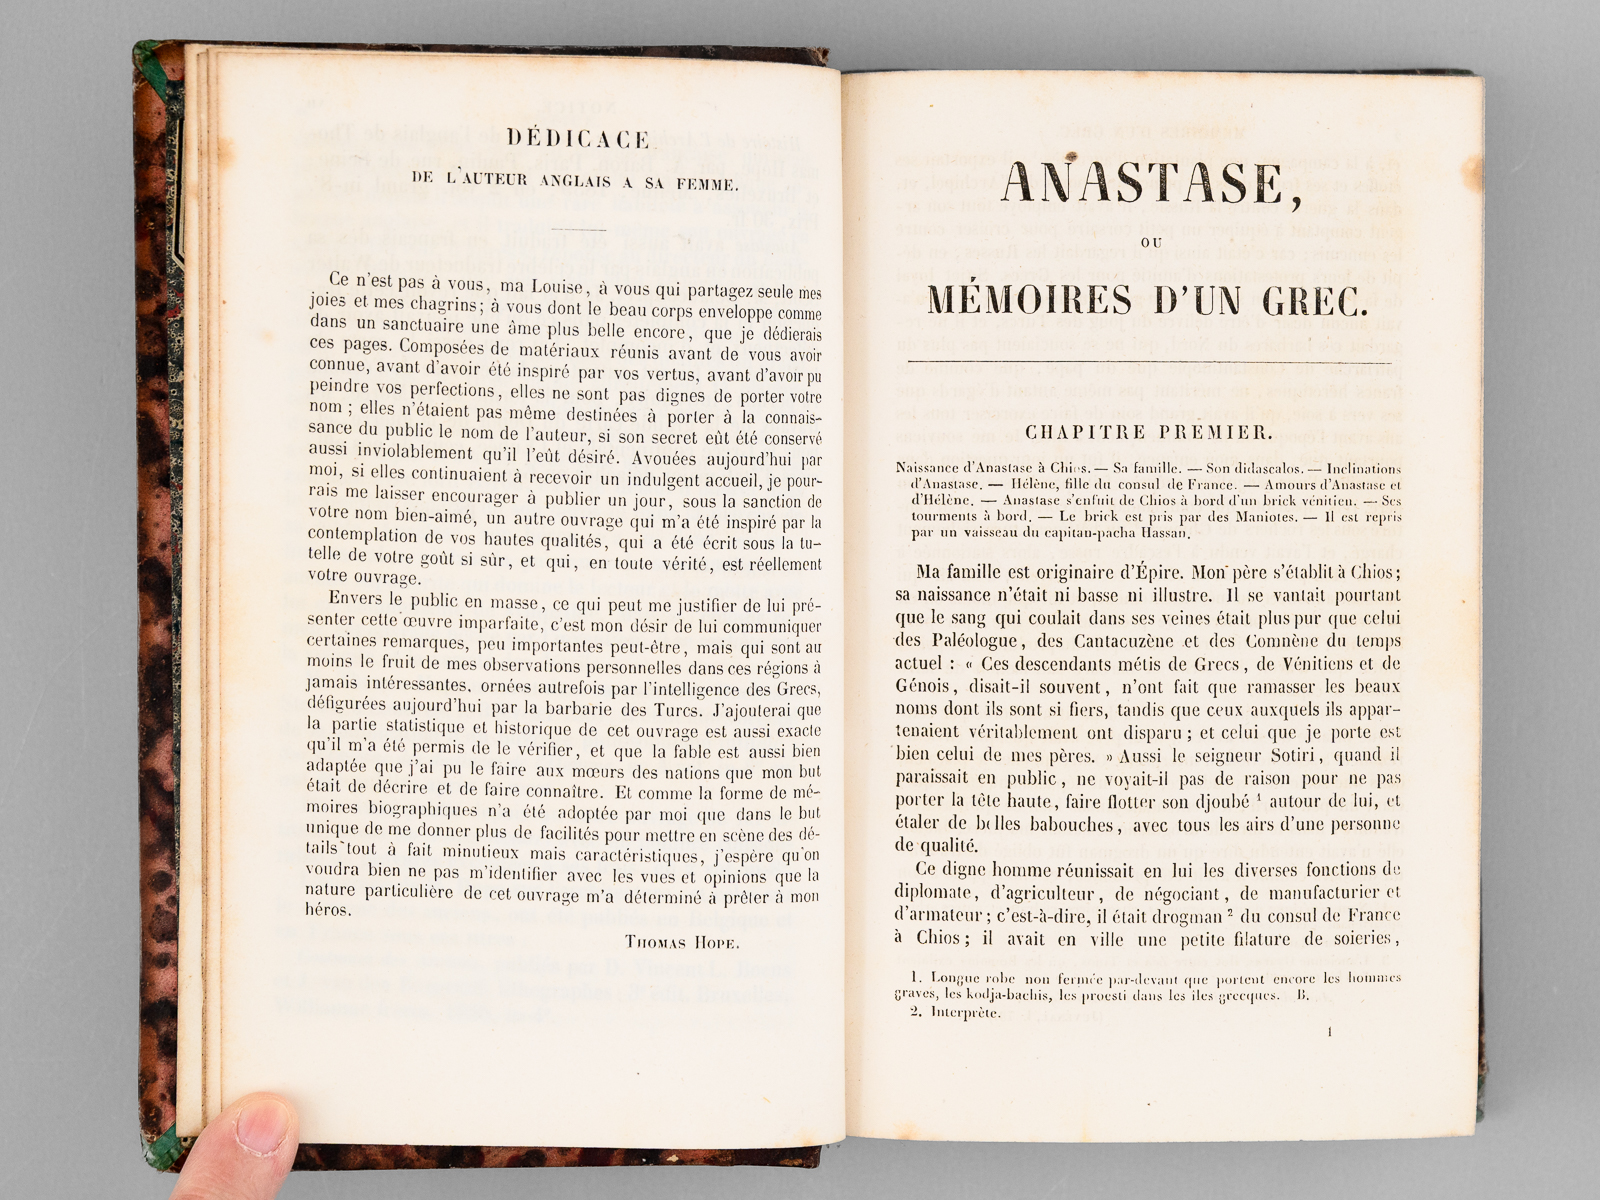 DÉDICACE
DE L'AUTEUR ANGLAIS A SA FEMME.
Ce n'est pas à vous, ma Louise, à vous qui partagez seule mes
joies et mes chagrins; à vous dont le beau corps enveloppe comme
dans un sanctuaire une âme plus belle encore, que je dédierais
ces pages. Composées de matériaux réunis avant de vous avoir
connue, avant d'avoir été inspiré par vos vertus, avant d'avoir pu
peindre vos perfections, elles ne sont pas dignes de porter votre
nom; elles n'étaient pas même destinées à porter à la connais-
sance du public le nom de l'auteur, si son secret eût été conservé
aussi inviolablement qu'il l'eût désiré. Avouées aujourd'hui par
moi, si elles continuaient à recevoir un indulgent accueil, je pour-
rais me laisser encourager à publier un jour, sous la sanction de
votre nom bien-aimé, un autre ouvrage qui m'a été inspiré par la
contemplation de vos hautes qualités, qui a été écrit sous la tu-
telle de votre goût si sûr, et qui, en toute vérité, est réellement
votre ouvrage.
Envers le public en masse, ce qui peut me justifier de lui pré-
senter cette œuvre imparfaite, c'est mon désir de lui communiquer
certaines remarques, peu importantes peut-être, mais qui sont au
moins le fruit de mes observations personnelles dans ces régions à
jamais intéressantes, ornées autrefois par l'intelligence des Grecs,
défigurées aujourd'hui par la barbarie des Turcs. J'ajouterai que
la partie statistique et historique de cet ouvrage est aussi exacte
qu'il m'a été permis de le vérifier, et que la fable est aussi bien
adaptée que j'ai pu le faire aux mœurs des nations que mon but
était de décrire et de faire connaître. Et comme la forme de mé-
moires biographiques n'a été adoptée par moi que dans le but
unique de me donner plus de facilités pour mettre en scène des dé-
tails tout à fait minutieux mais caractéristiques, j'espère qu'on
voudra bien ne pas m'identifier avec les vues et opinions que la
nature particulière de cet ouvrage m'a déterminé à prêter à mon
héros.
THOMAS HOPE.
ANASTASE,
OU
MÉMOIRES D'UN GREC.
CHAPITRE PREMIER.
Naissance d'Anastase à Chios. — Sa famille. — Son didascalos. — Inclinations
d'Anastase. — Hélène, fille du consul de France. — Amours d'Anastase et
d'Hélène. — Anastase s'enfuit de Chios à bord d'un brick vénitien. — Ses
tourments à bord. — Le brick est pris par des Maniotes. — Il est repris
par un vaisseau du capitan-pacha Hassan.
Ma famille est originaire d'Épire. Mon père s'établit à Chios;
sa naissance n'était ni basse ni illustre. Il se vantait pourtant
que le sang qui coulait dans ses veines était plus pur que celui
des Paléologue, des Cantacuzène et des Comnène du temps
actuel : « Ces descendants métis de Grecs, de Vénitiens et de
Génois, disait-il souvent, n'ont fait que ramasser les beaux
noms dont ils sont si fiers, tandis que ceux auxquels ils appar-
tenaient véritablement ont disparu; et celui que je porte est
bien celui de mes pères. » Aussi le seigneur Sotiri, quand il
paraissait en public, ne voyait-il pas de raison pour ne pas
porter la tête haute, faire flotter son djoubé ¹ autour de lui, et
étaler de belles babouches, avec tous les airs d'une personne
de qualité.
Ce digne homme réunissait en lui les diverses fonctions de
diplomate, d'agriculteur, de négociant, de manufacturier et
d'armateur; c'est-à-dire, il était drogman ² du consul de France
à Chios; il avait en ville une petite filature de soieries,
1. Longue robe non fermée par-devant que portent encore les hommes
graves, les kodja-bachis, les proesti dans les îles grecques. B.
2. Interprète.
1